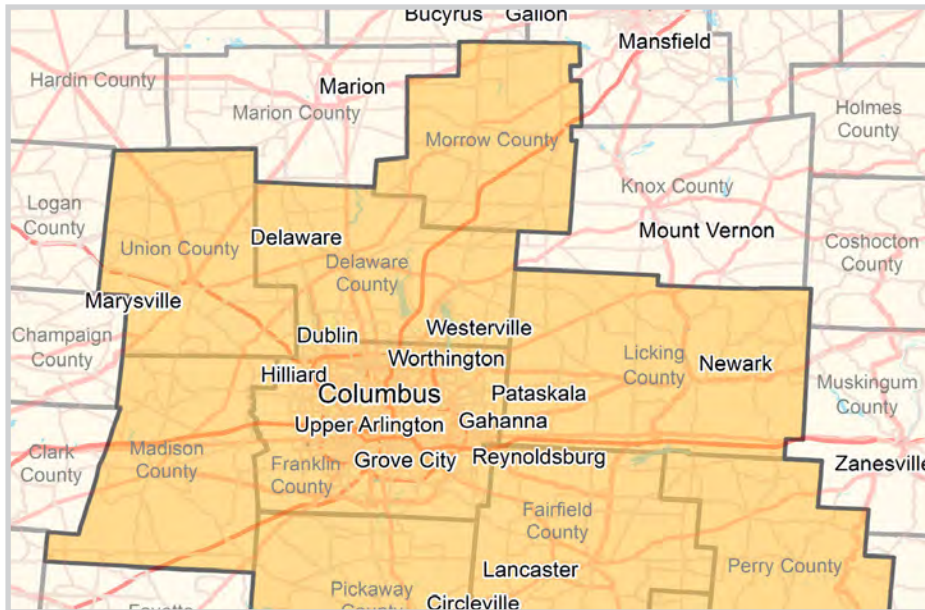 Bucyrus
Galion
Mansfield
Hardin County
Marion
Marion County
Holmes
County
Morrow County
Knox County
Logan
County
Mount Vernon
Coshocton
County
Union County
Delaware
Delaware
County
Marysville
Champaign
County
Dublin
Westerville
Worthington
Licking
County
Newark
Hilliard
Columbus
Pataskala
Muskingum
County
Upper Arlington
Gahanna
Clark
County
Madison
County
Franklin
County
Grove City
Reynoldsburg
Zanesville
Fairfield
County
Lancaster
Perry County
Pickaway
County
Circleville
Fayette